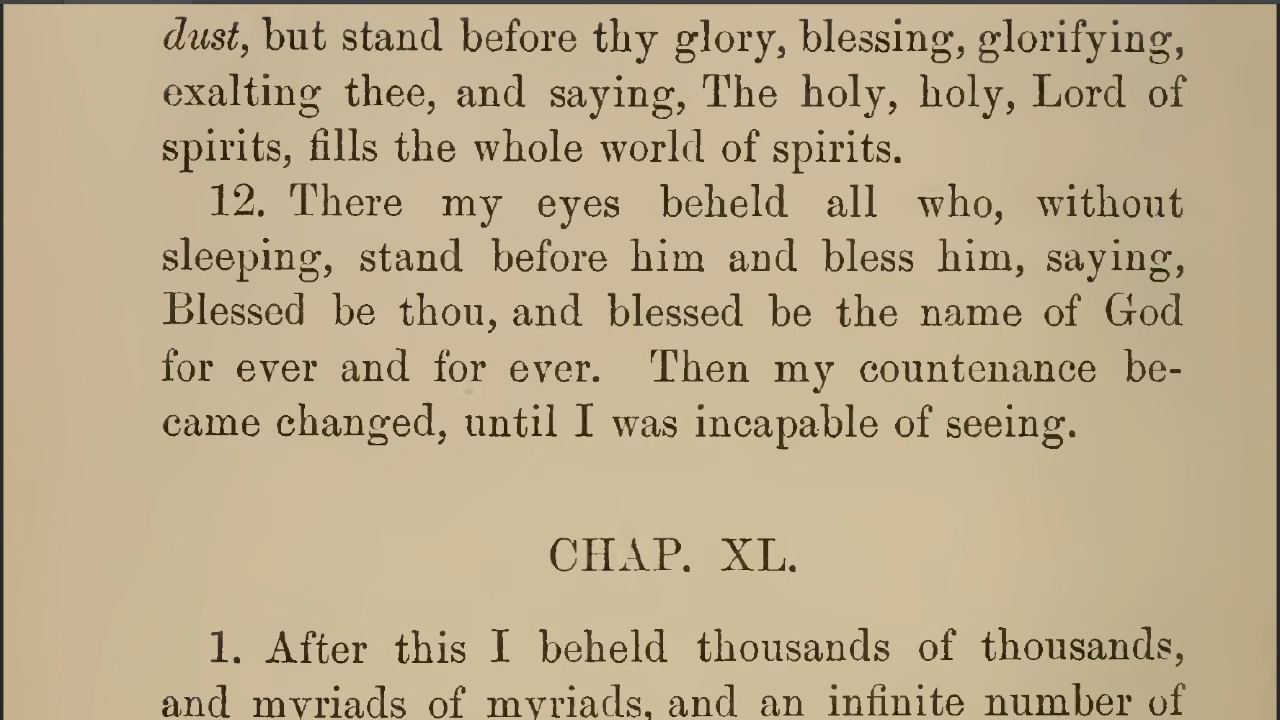 dust, but stand before thy glory, blessing, glorifying,
exalting thee, and saying, The holy, holy, Lord of
spirits, fills the whole world of spirits.
12. There my eyes beheld all who, without
sleeping, stand before him and bless him, saying,
Blessed be thou, and blessed be the name of God
for ever and for ever. Then my countenance be-
came changed, until I was incapable of seeing.
CHAP. XL.
1. After this I beheld thousands of thousands,
and myriads of myriads, and an infinite number of